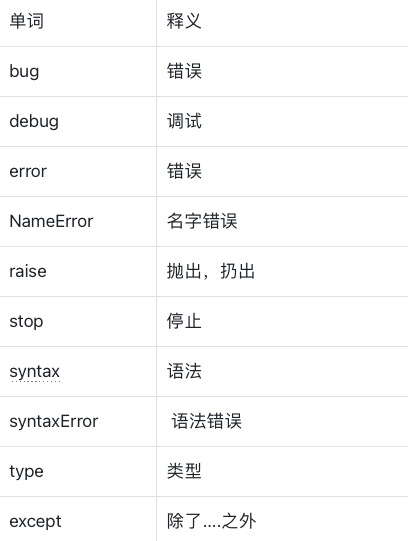 单词 释义
bug 错误
debug 调试
error 错误
NameError 名字错误
raise 抛出，扔出
stop 停止
syntax 语法
syntaxError 语法错误
type 类型
except 除了....之外